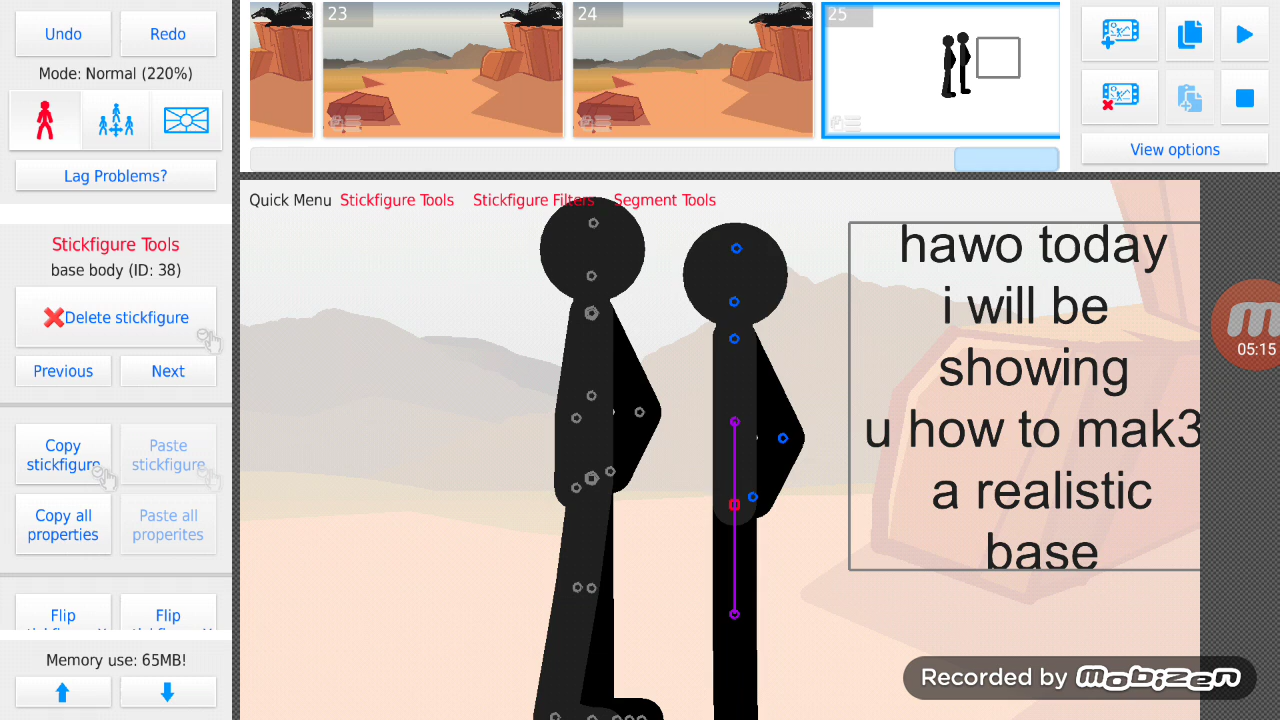 Undo
Redo
Mode: Normal (220%)
Lag Problems?
Stickfigure Tools
base body (ID: 38)
Delete stickfigure
Previous
Next
Copy stickfigure
Paste stickfigure
Copy all properties
Paste all properites
Flip
Flip
Memory use: 65MB!
23
24
25
View options
Quick Menu
Stickfigure Tools
Stickfigure Filters
Segment Tools
hawo today
i will be
showing
u how to mak3
a realistic
base
05:15
Recorded by mobizen